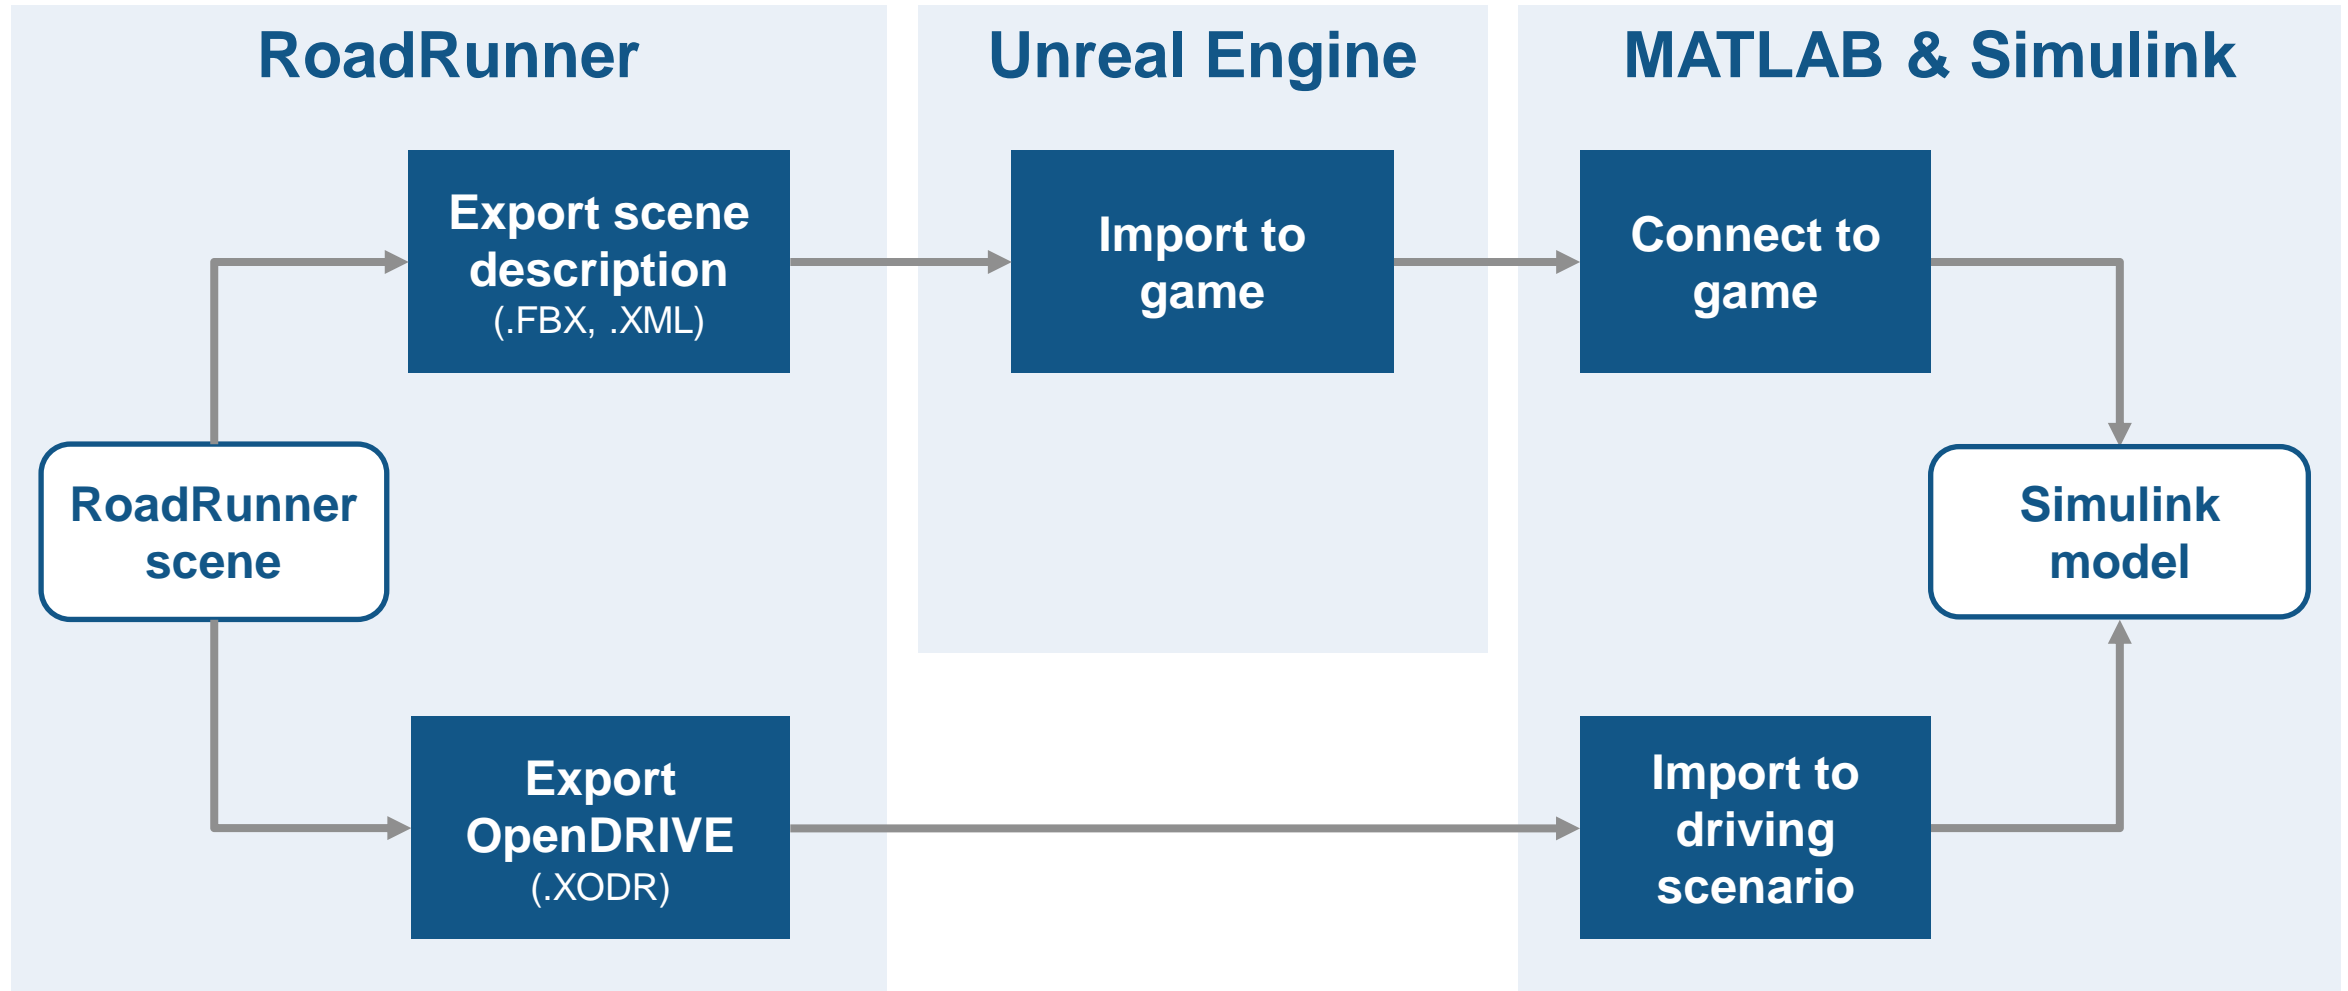 RoadRunner
Unreal Engine
MATLAB & Simulink
Export scene
description
(.FBX, .XML)
Import to
game
Connect to
game
RoadRunner
scene
Simulink
model
Export
OpenDRIVE
(.XODR)
Import to
driving
scenario